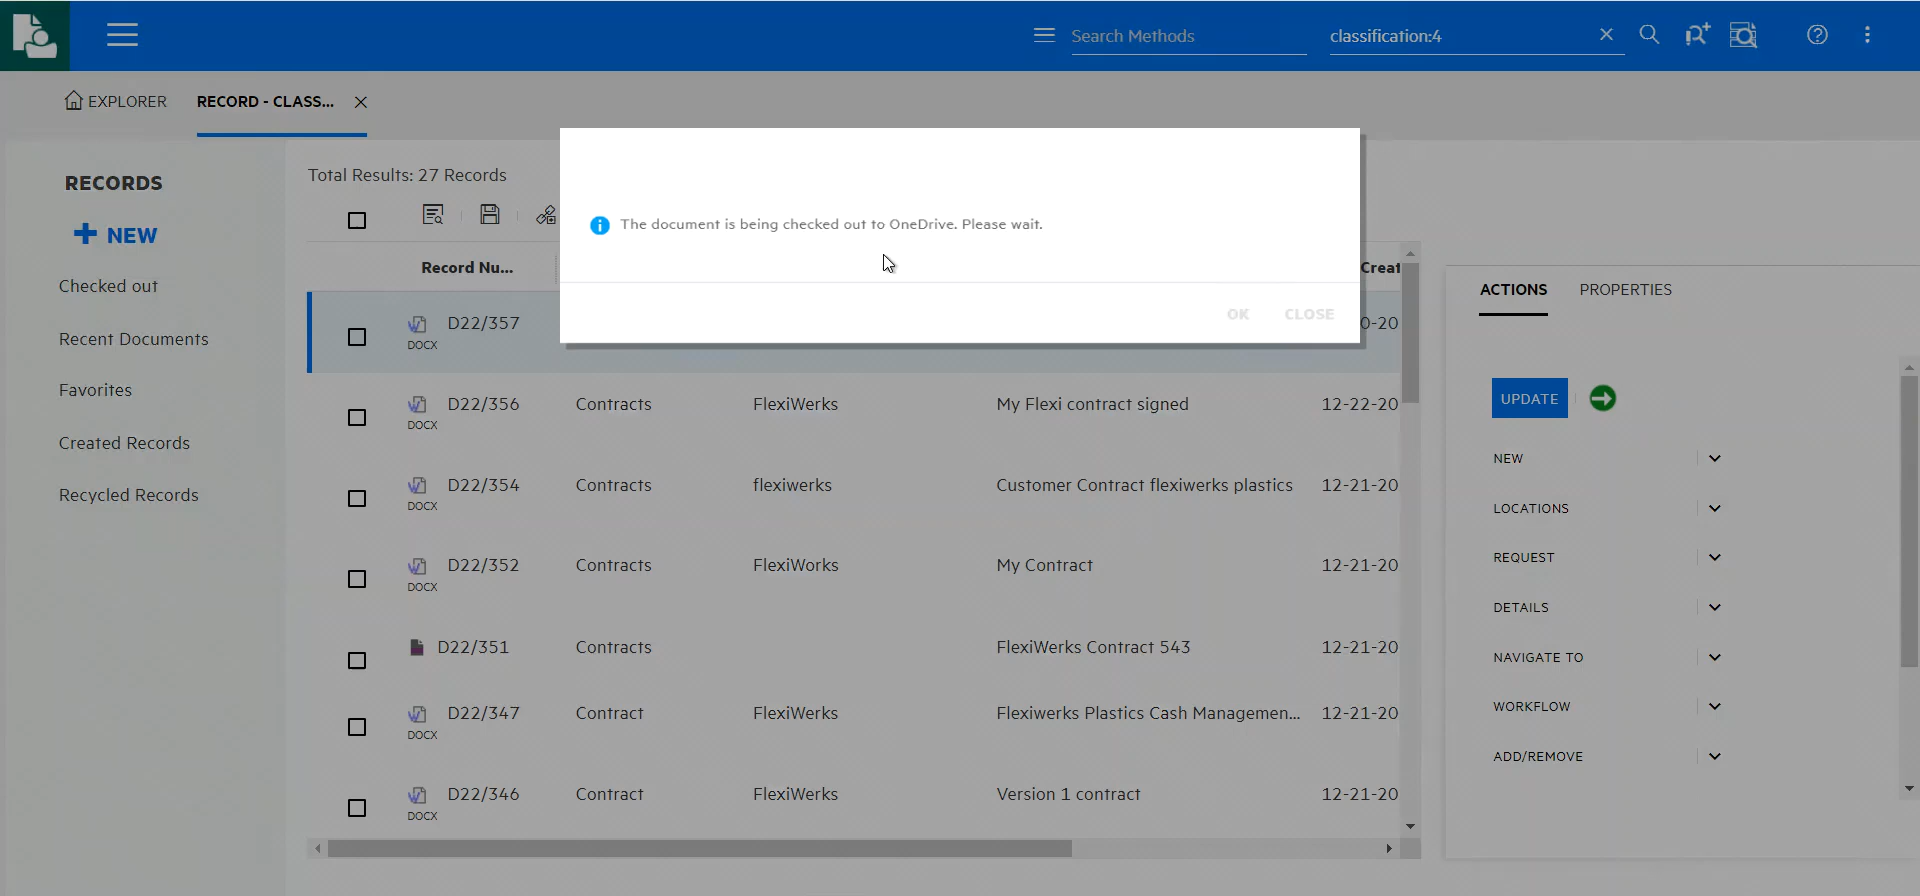 Search Methods
classification:4
EXPLORER
RECORD - CLASS...
RECORDS
NEW
Checked out
Recent Documents
Favorites
Created Records
Recycled Records
Total Results: 27 Records
The document is being checked out to OneDrive. Please wait.
OK CLOSE
Record Nu... Creat
D22/357 0-20
DOCX
D22/356 Contracts FlexiWerks My Flexi contract signed 12-22-20
DOCX
D22/354 Contracts flexiwerks Customer Contract flexiwerks plastics 12-21-20
DOCX
D22/352 Contracts FlexiWorks My Contract 12-21-20
DOCX
D22/351 Contracts FlexiWerks Contract 543 12-21-20
D22/347 Contract FlexiWerks Flexiwerks Plastics Cash Managemen... 12-21-20
DOCX
D22/346 Contract FlexiWerks Version 1 contract 12-21-20
DOCX
ACTIONS PROPERTIES
UPDATE
NEW
LOCATIONS
REQUEST
DETAILS
NAVIGATE TO
WORKFLOW
ADD/REMOVE